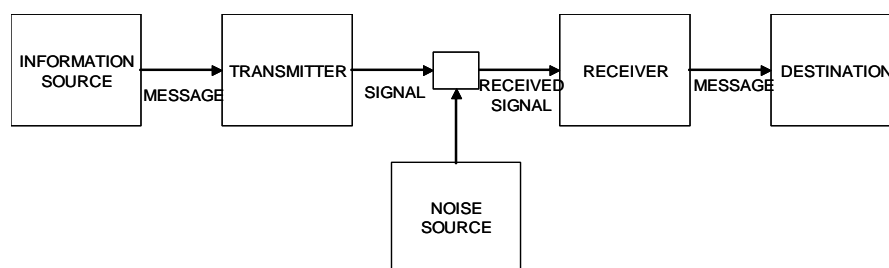 INFORMATION
SOURCE
MESSAGE
TRANSMITTER
SIGNAL
RECEIVED
SIGNAL
RECEIVER
MESSAGE
DESTINATION
NOISE
SOURCE